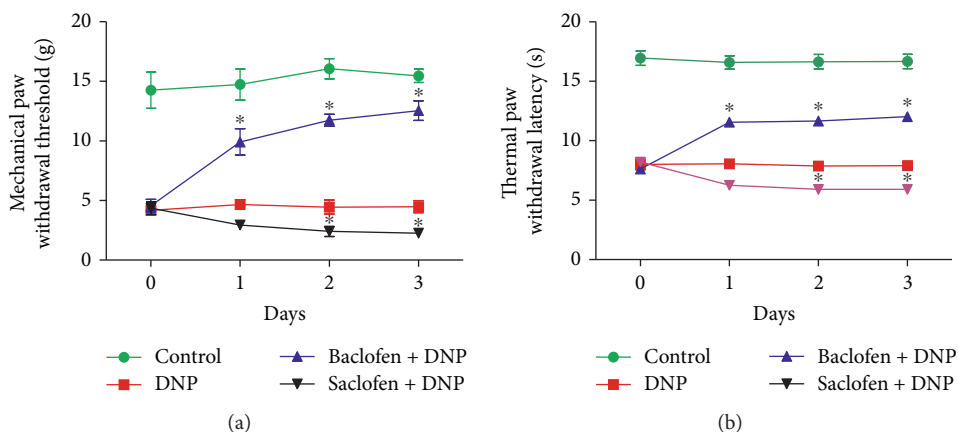 Mechanical paw
withdrawal threshold (g)
20
15
10
5
0
* * *
* *
0 1 2 3
Days
Control
Baclofen + DNP
DNP
Saclofen + DNP
(a)
Thermal paw
withdrawal latency (s)
20
15
10
5
0
* * *
* *
0 1 2 3
Days
Control
Baclofen + DNP
DNP
Saclofen + DNP
(b)